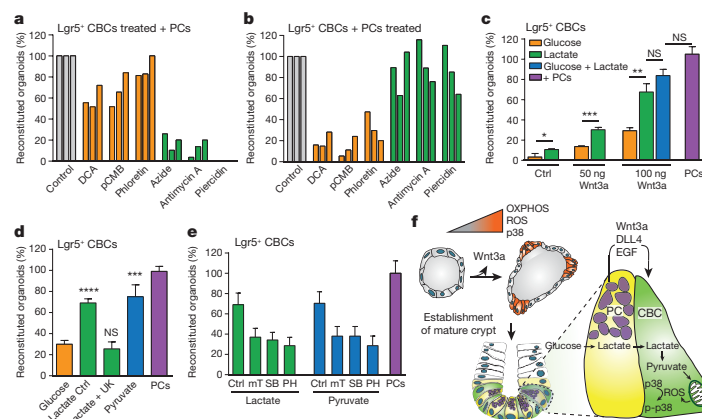 a
Lgr5+ CBCs treated + PCs
Reconstituted organoids (%)
120
100
80
60
40
20
0
Control
DCA
pCMB
Phloretin
Azide
Antimycin A
Piercidin
b
Lgr5+ CBCs + PCs treated
Reconstituted organoids (%)
120
100
80
60
40
20
0
Control
DCA
pCMB
Phloretin
Azide
Antimycin A
Piercidin
c
Lgr5+ CBCs
Glucose
Lactate
Glucose + Lactate
+ PCs
NS
NS
**
***
*
Reconstituted organoids (%)
120
100
80
60
40
20
0
Ctrl
50 ng
Wnt3a
100 ng
Wnt3a
PCs
d
Lgr5+ CBCs
Reconstituted organoids (%)
120
100
80
60
40
20
0
****
NS
***
Glucose
Lactate Ctrl
Lactate + UK
Pyruvate
PCs
e
Lgr5+ CBCs
Reconstituted organoids (%)
120
100
80
60
40
20
0
Ctrl mT SB PH
Lactate
Ctrl mT SB PH
Pyruvate
PCs
f
OXPHOS
ROS
p38
Wnt3a
Establishment
of mature crypt
Wnt3a
DLL4
EGF
PC
CBC
Glucose
Lactate
Lactate
Pyruvate
p38
ROS
p-p38